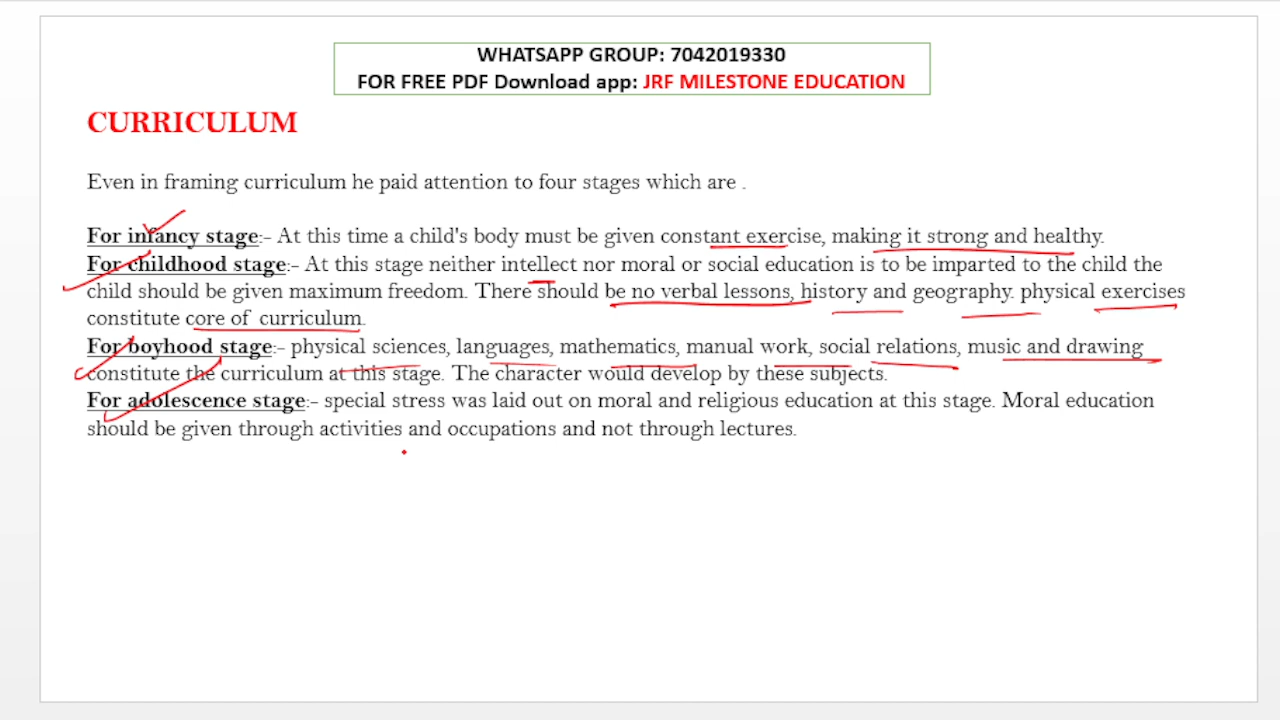 WHATSAPP GROUP: 7042019330
FOR FREE PDF Download app: JRF MILESTONE EDUCATION
CURRICULUM
Even in framing curriculum he paid attention to four stages which are .
For infancy stage:- At this time a child's body must be given constant exercise, making it strong and healthy.
For childhood stage:- At this stage neither intellect nor moral or social education is to be imparted to the child the
child should be given maximum freedom. There should be no verbal lessons, history and geography. physical exercises
constitute core of curriculum.
For boyhood stage:- physical sciences, languages, mathematics, manual work, social relations, music and drawing
constitute the curriculum at this stage. The character would develop by these subjects.
For adolescence stage:- special stress was laid out on moral and religious education at this stage. Moral education
should be given through activities and occupations and not through lectures.